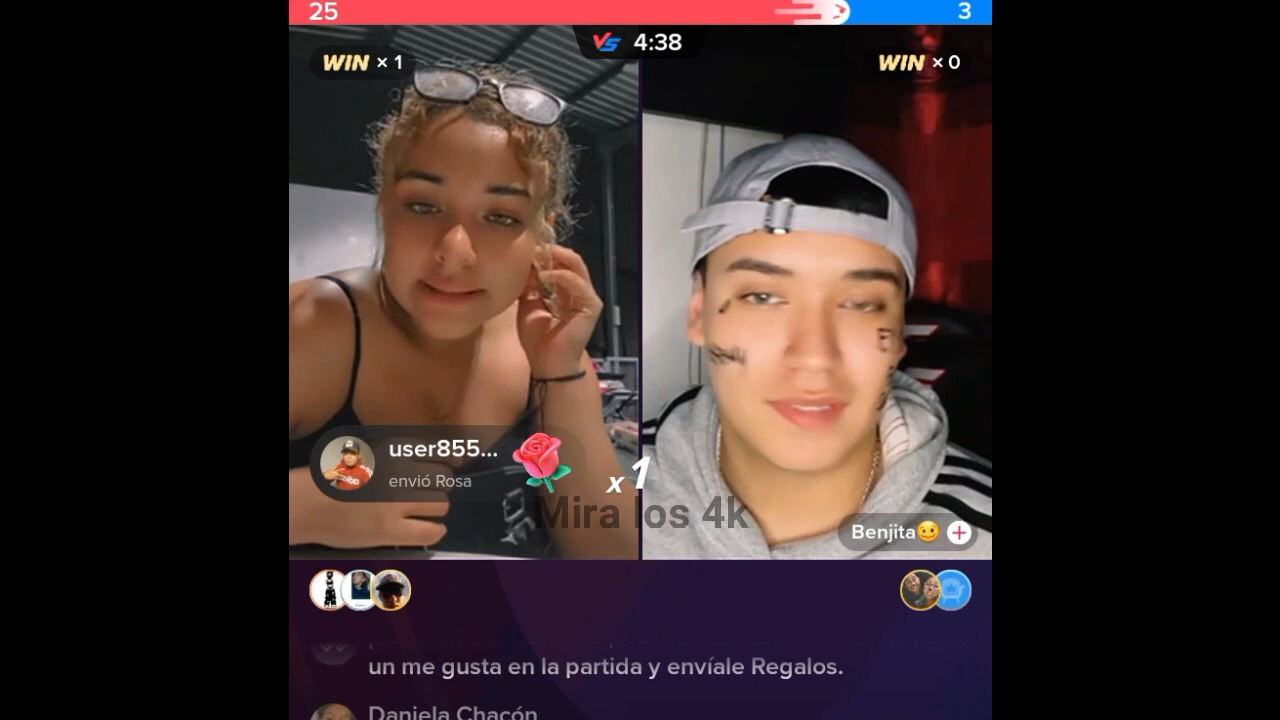 25
3
VS 4:38
WIN × 1
WIN × 0
user855...
envió Rosa
x1
Mira los 4k
Benjita🥴
un me gusta en la partida y envíale Regalos.
Daniela Chacón